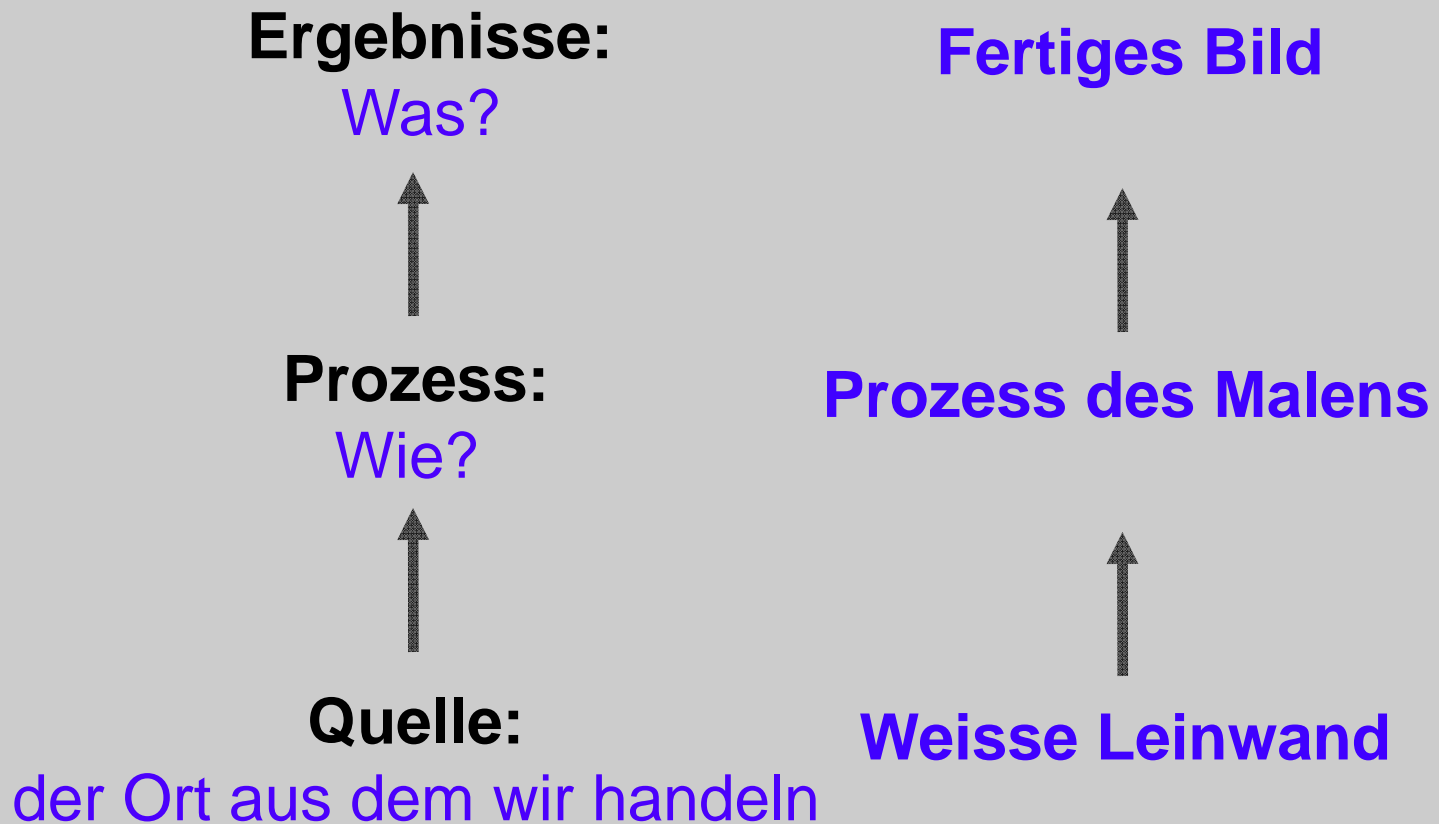 Ergebnisse:
Was?
Fertiges Bild
Prozess:
Wie?
Prozess des Malens
Quelle:
der Ort aus dem wir handeln
Weisse Leinwand